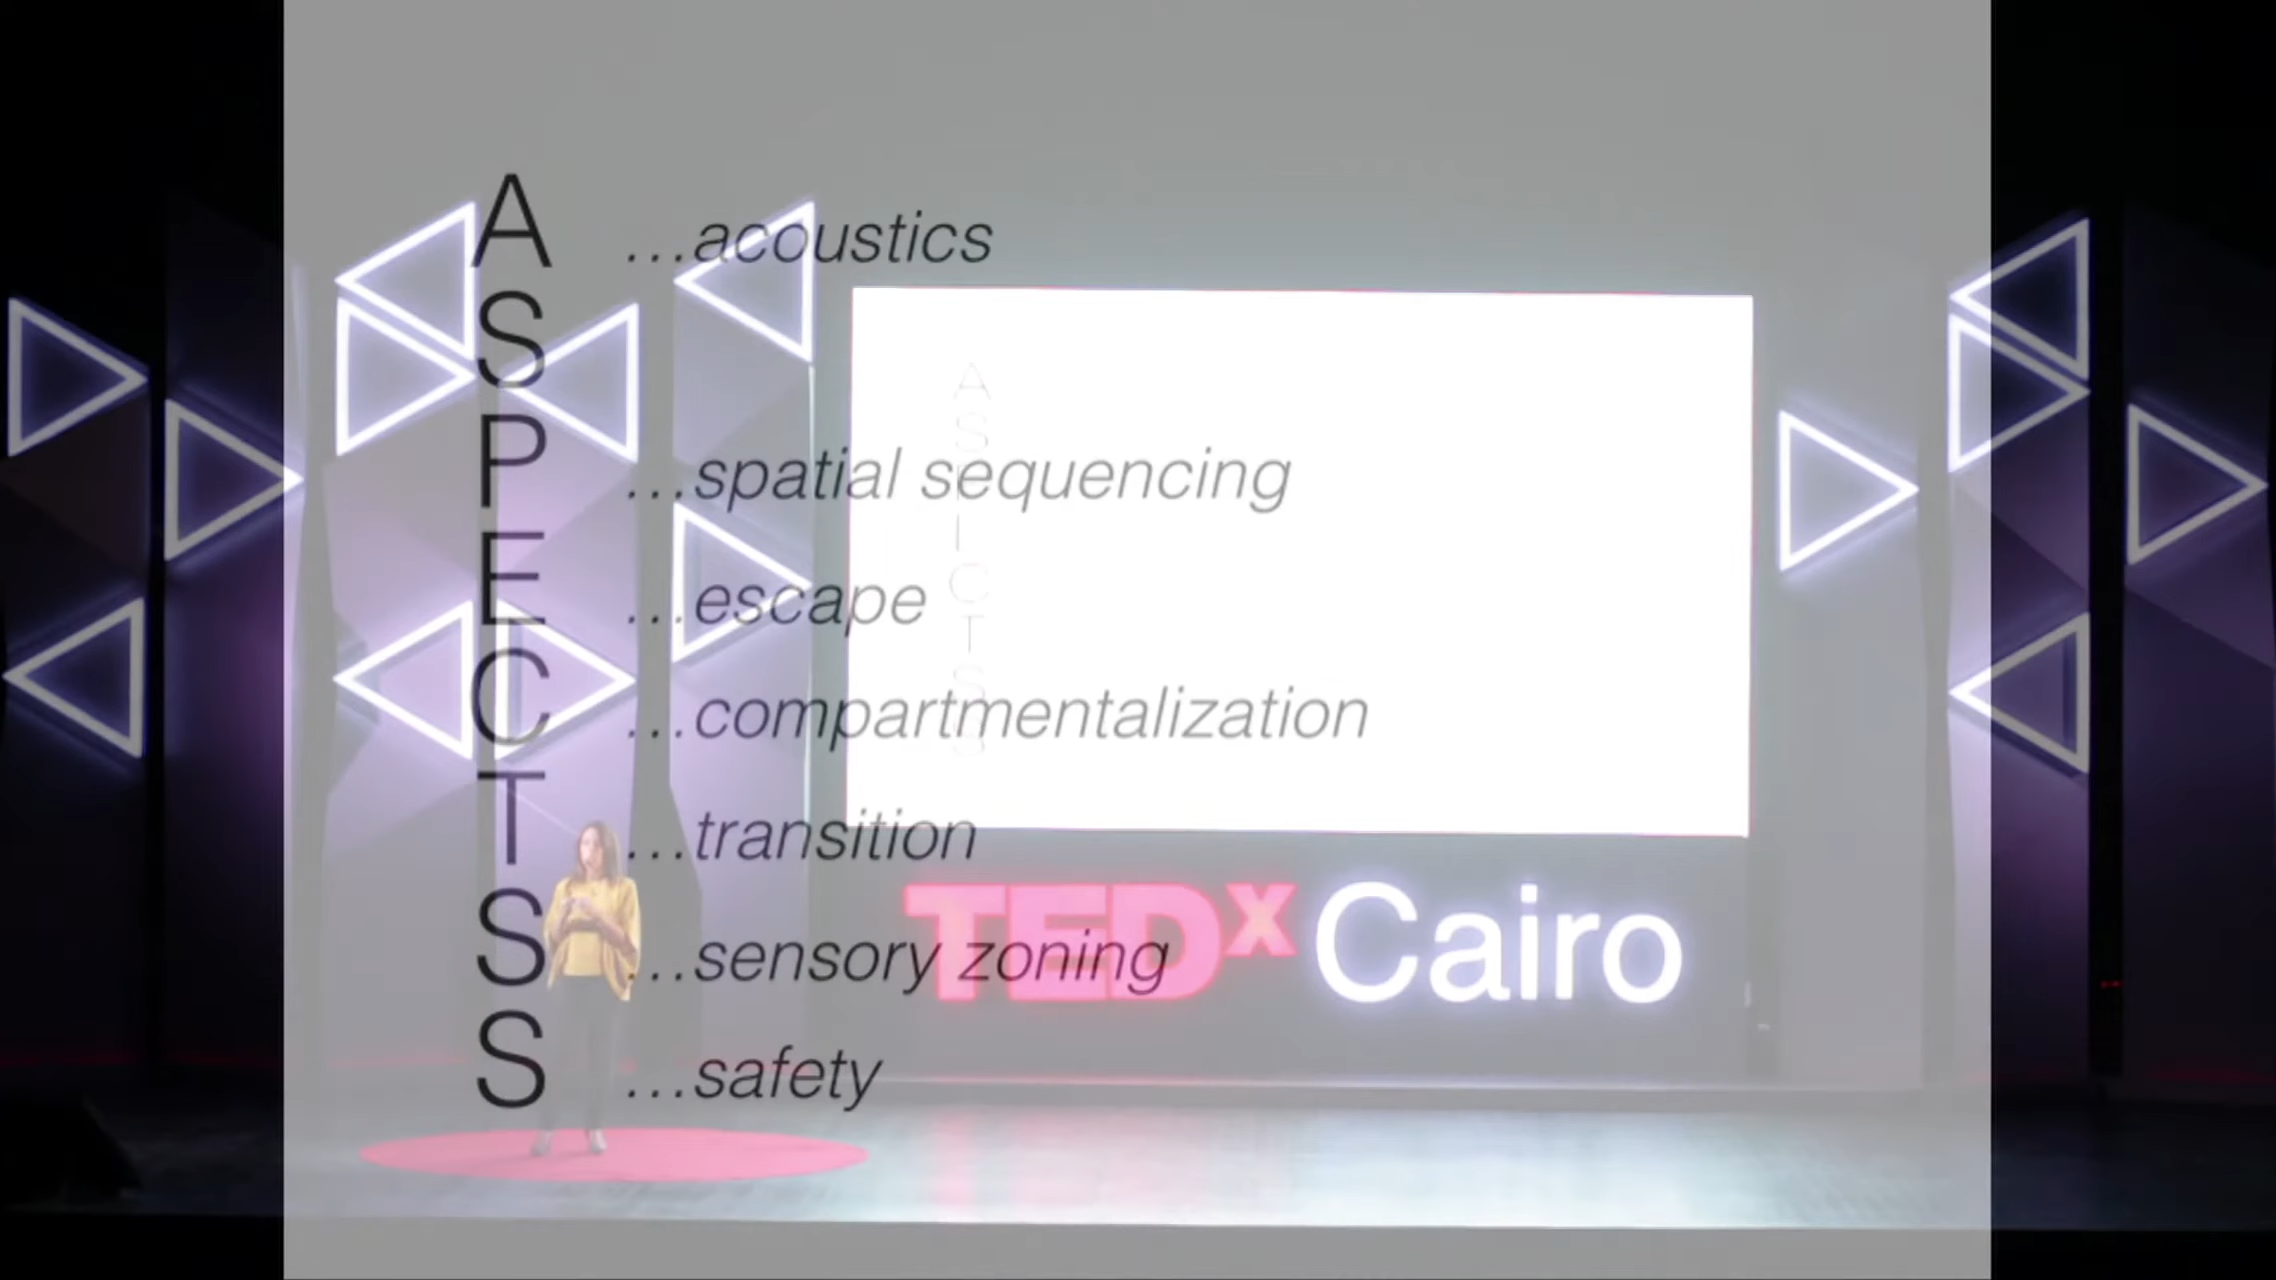 A ...acoustics
S
P ...spatial sequencing
E ...escape
C ...compartmentalization
T ...transition
S ...sensory zoning
S ...safety
TEDx Cairo